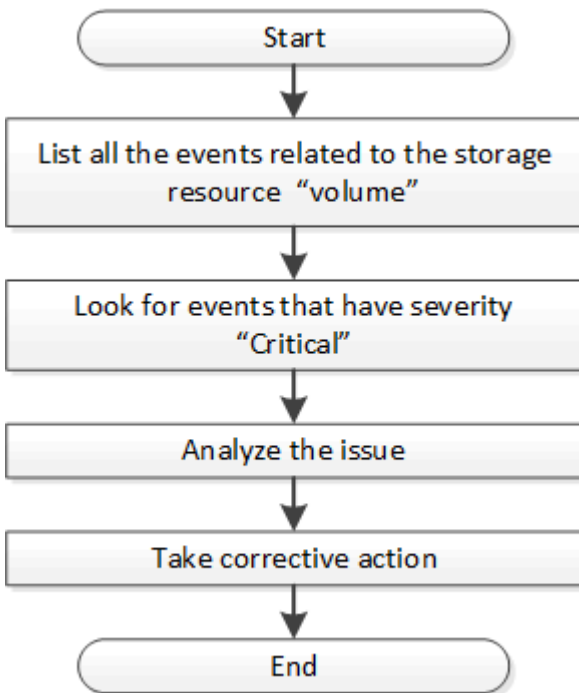 Start
List all the events related to the storage
resource “volume”
Look for events that have severity
“Critical”
Analyze the issue
Take corrective action
End